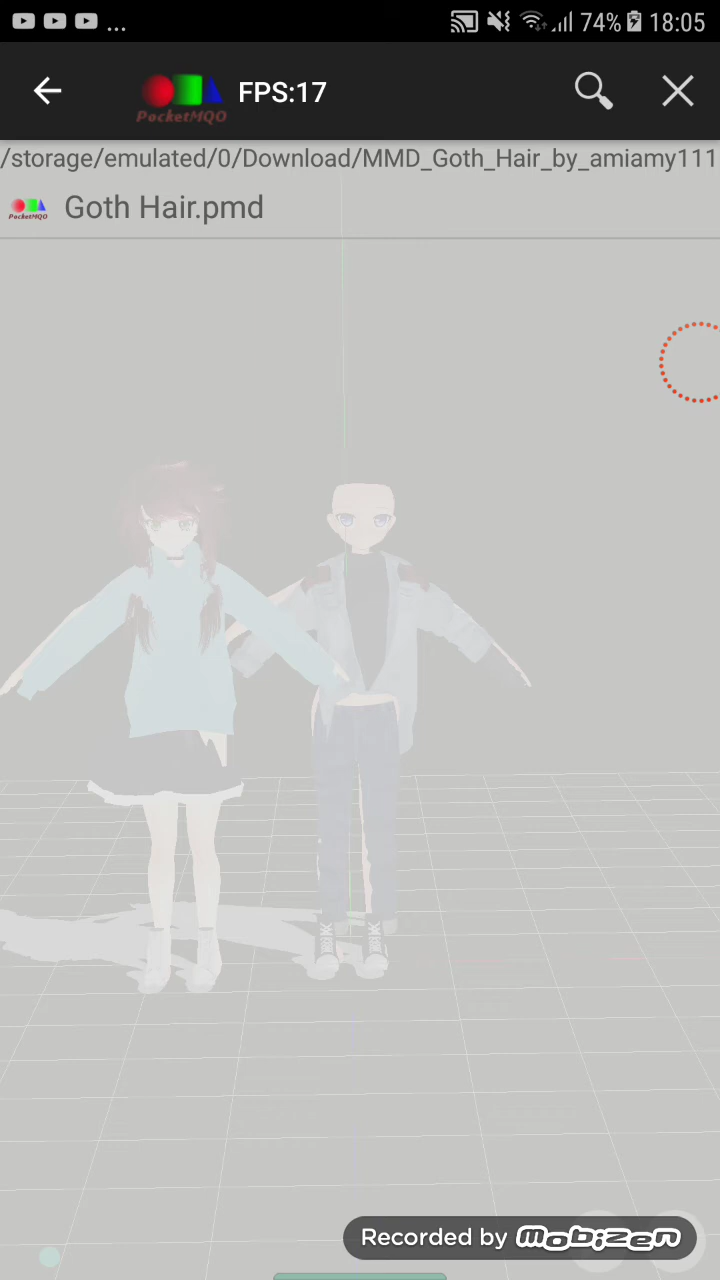 ... 74% 18:05
PocketMQO FPS:17
/storage/emulated/0/Download/MMD_Goth_Hair_by_amiamy111
PocketMQO Goth Hair.pmd
Recorded by mobizen